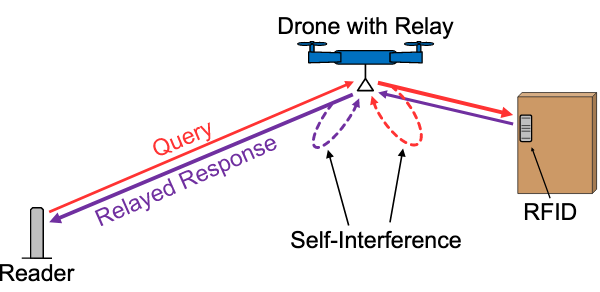 Drone with Relay
Query
Relayed Response
RFID
Self-Interference
Reader